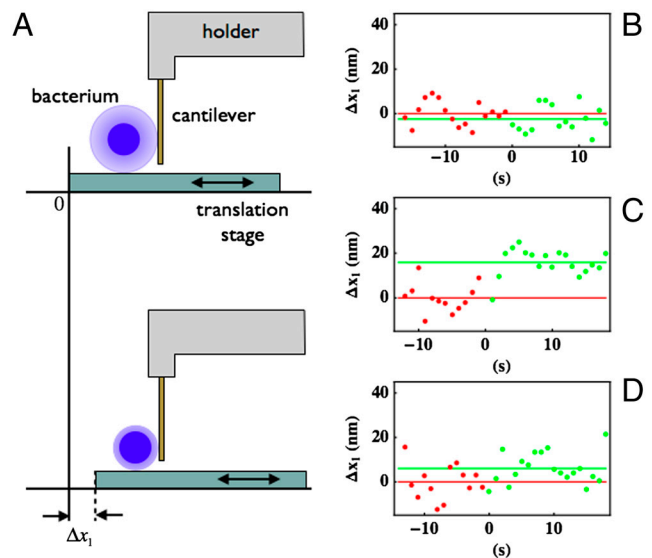 A
holder
bacterium
cantilever
0
translation
stage
Δx₁
B
Δx₁ (nm)
40
20
0
−10
0
10
(s)
C
Δx₁ (nm)
40
20
0
−10
0
10
(s)
D
Δx₁ (nm)
40
20
0
−10
0
10
(s)